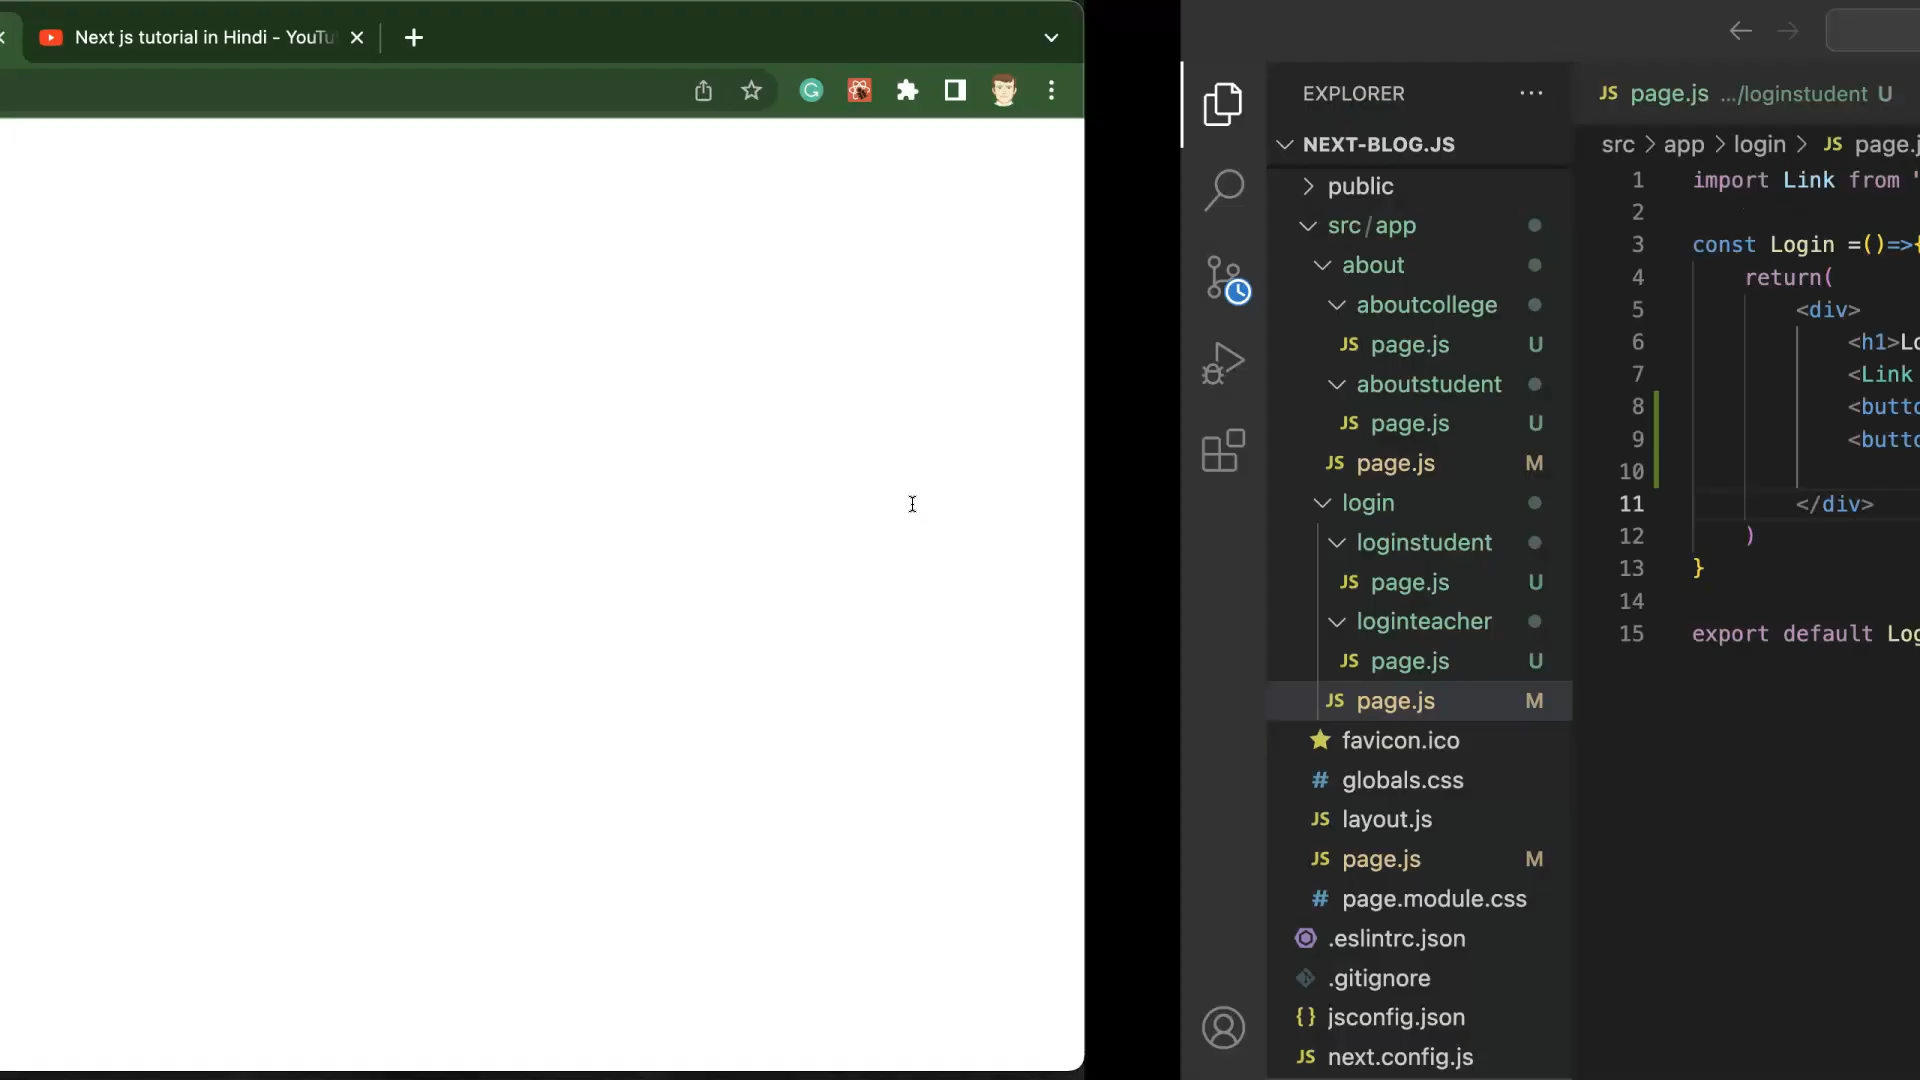 Next js tutorial in Hindi - YouTu
EXPLORER
NEXT-BLOG.JS
public
src/app
about
aboutcollege
JS page.js U
aboutstudent
JS page.js U
JS page.js M
login
loginstudent
JS page.js U
loginteacher
JS page.js U
JS page.js M
favicon.ico
# globals.css
JS layout.js
JS page.js M
# page.module.css
.eslintrc.json
.gitignore
{} jsconfig.json
JS next.config.js
JS page.js .../loginstudent U
src > app > login > JS page.j
1 import Link from '
2
3 const Login =()=>{
4 return(
5 <div>
6 <h1>Lo
7 <Link
8 <butto
9 <butto
10
11 </div>
12 )
13 }
14
15 export default Log